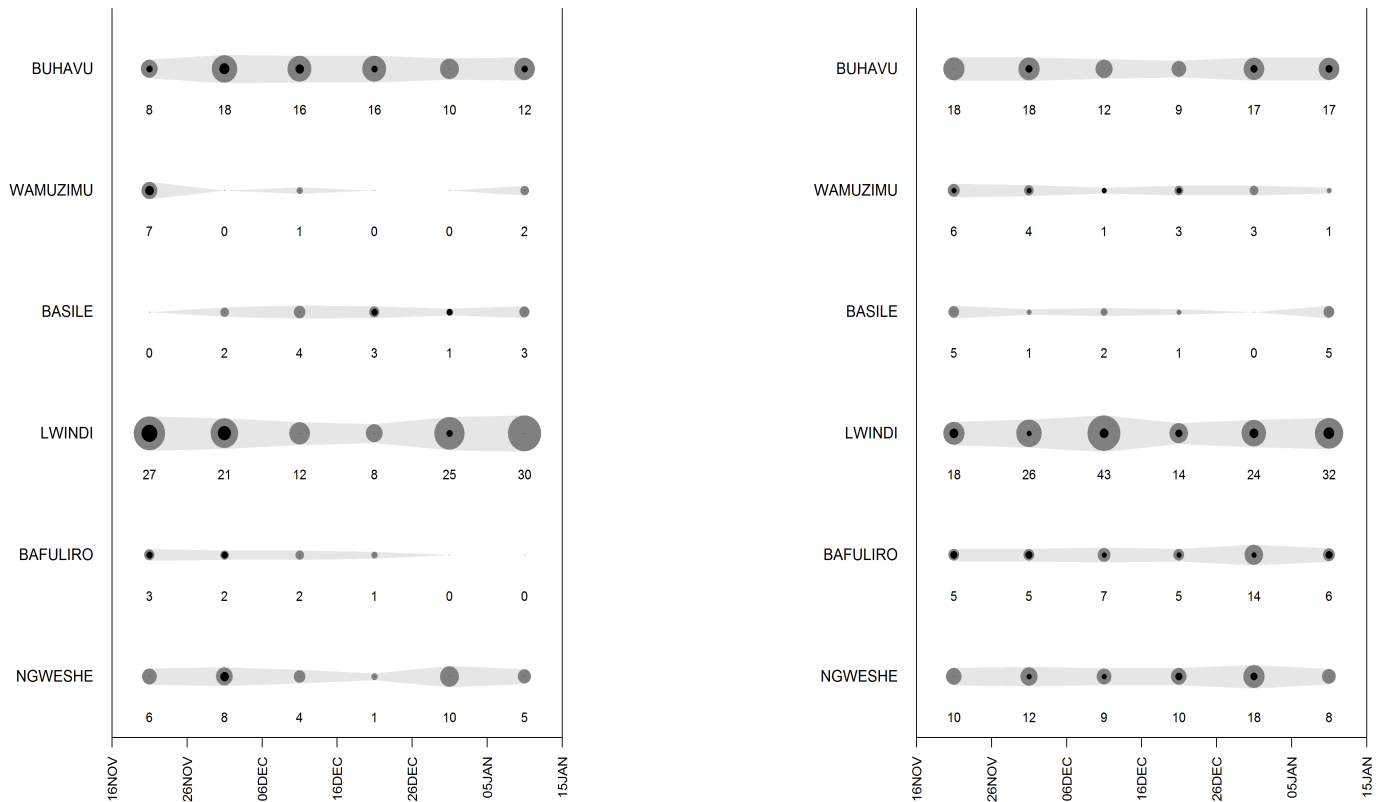 BUHAVU
8 18 16 16 10 12
WAMUZIMU
7 0 1 0 0 2
BASILE
0 2 4 3 1 3
LWINDI
27 21 12 8 25 30
BAFULIRO
3 2 2 1 0 0
NGWESHE
6 8 4 1 10 5
16NOV 26NOV 06DEC 16DEC 26DEC 05JAN 15JAN
BUHAVU
18 18 12 9 17 17
WAMUZIMU
6 4 1 3 3 1
BASILE
5 1 2 1 0 5
LWINDI
18 26 43 14 24 32
BAFULIRO
5 5 7 5 14 6
NGWESHE
10 12 9 10 18 8
16NOV 26NOV 06DEC 16DEC 26DEC 05JAN 15JAN